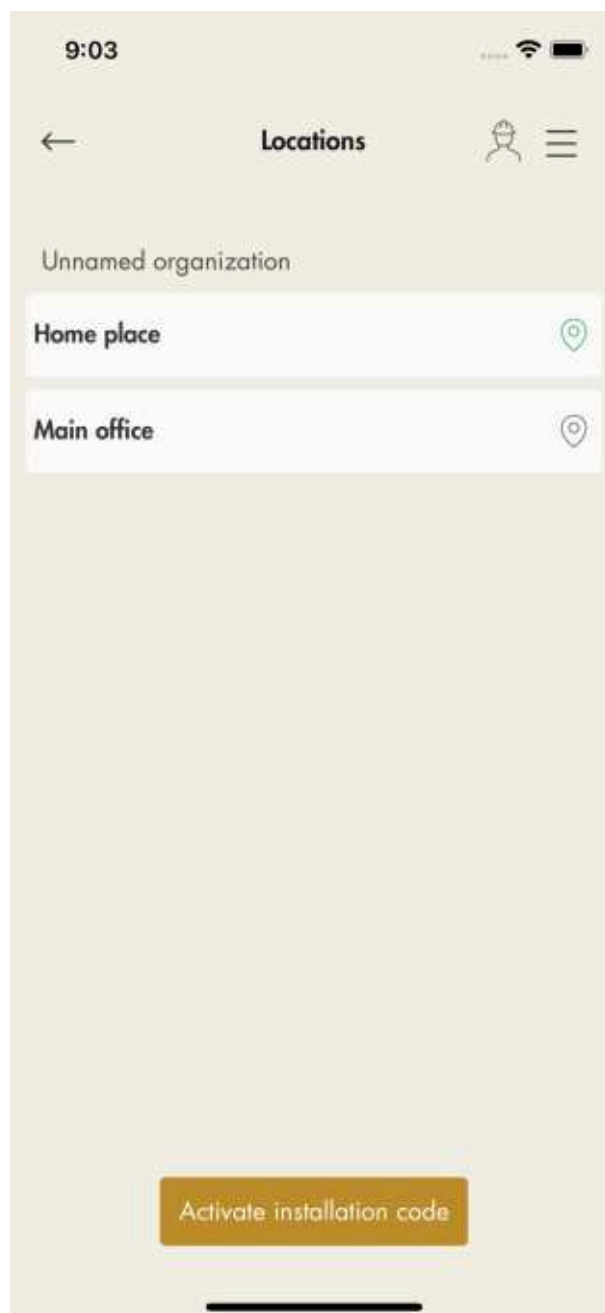 9:03
Locations
Unnamed organization
Home place
Main office
Activate installation code